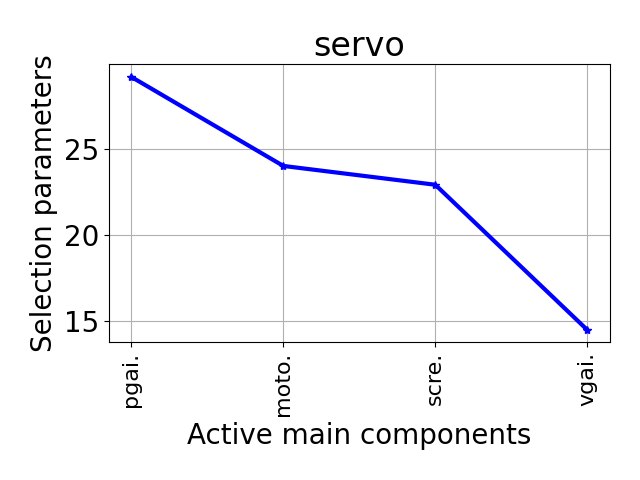 servo
Selection parameters
25
20
15
pgai.
moto.
scre.
vgai.
Active main components